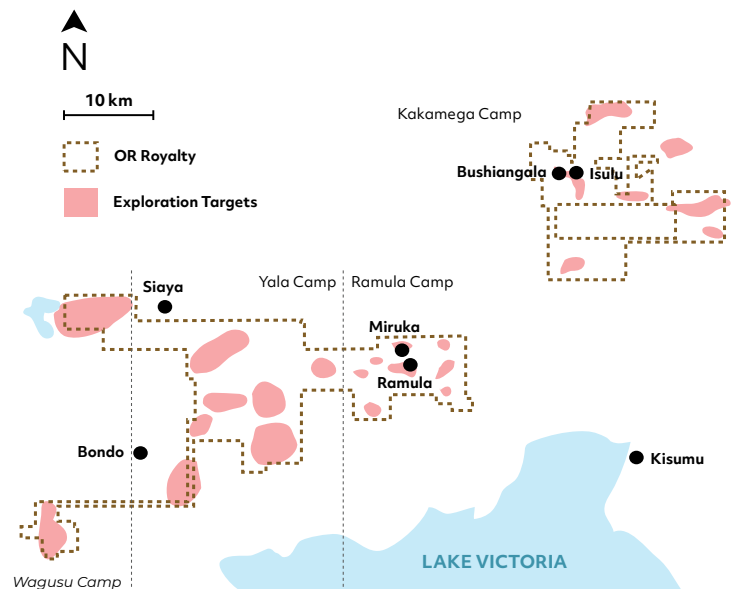 N
10 km
OR Royalty
Exploration Targets
Kakamega Camp
Bushiangala
Isulu
Siaya
Yala Camp
Ramula Camp
Miruka
Ramula
Bondo
Kisumu
LAKE VICTORIA
Wagusu Camp